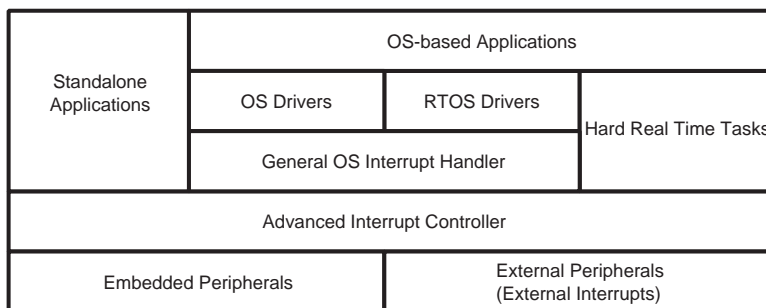 OS-based Applications
Standalone
Applications
OS Drivers
RTOS Drivers
Hard Real Time Tasks
General OS Interrupt Handler
Advanced Interrupt Controller
Embedded Peripherals
External Peripherals
(External Interrupts)